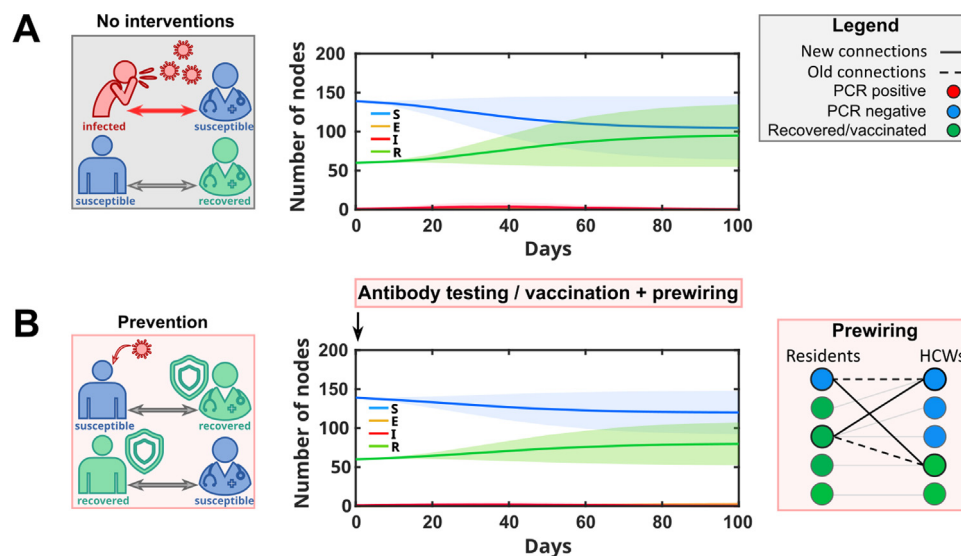 A
No interventions
infected
susceptible
susceptible
recovered
Number of nodes
200
150
100
50
0
S
E
I
R
0 20 40 60 80 100
Days
Legend
New connections
Old connections
PCR positive
PCR negative
Recovered/vaccinated
Antibody testing / vaccination + prewiring
B
Prevention
susceptible
recovered
recovered
susceptible
Number of nodes
200
150
100
50
0
S
E
I
R
0 20 40 60 80 100
Days
Prewiring
Residents HCWs